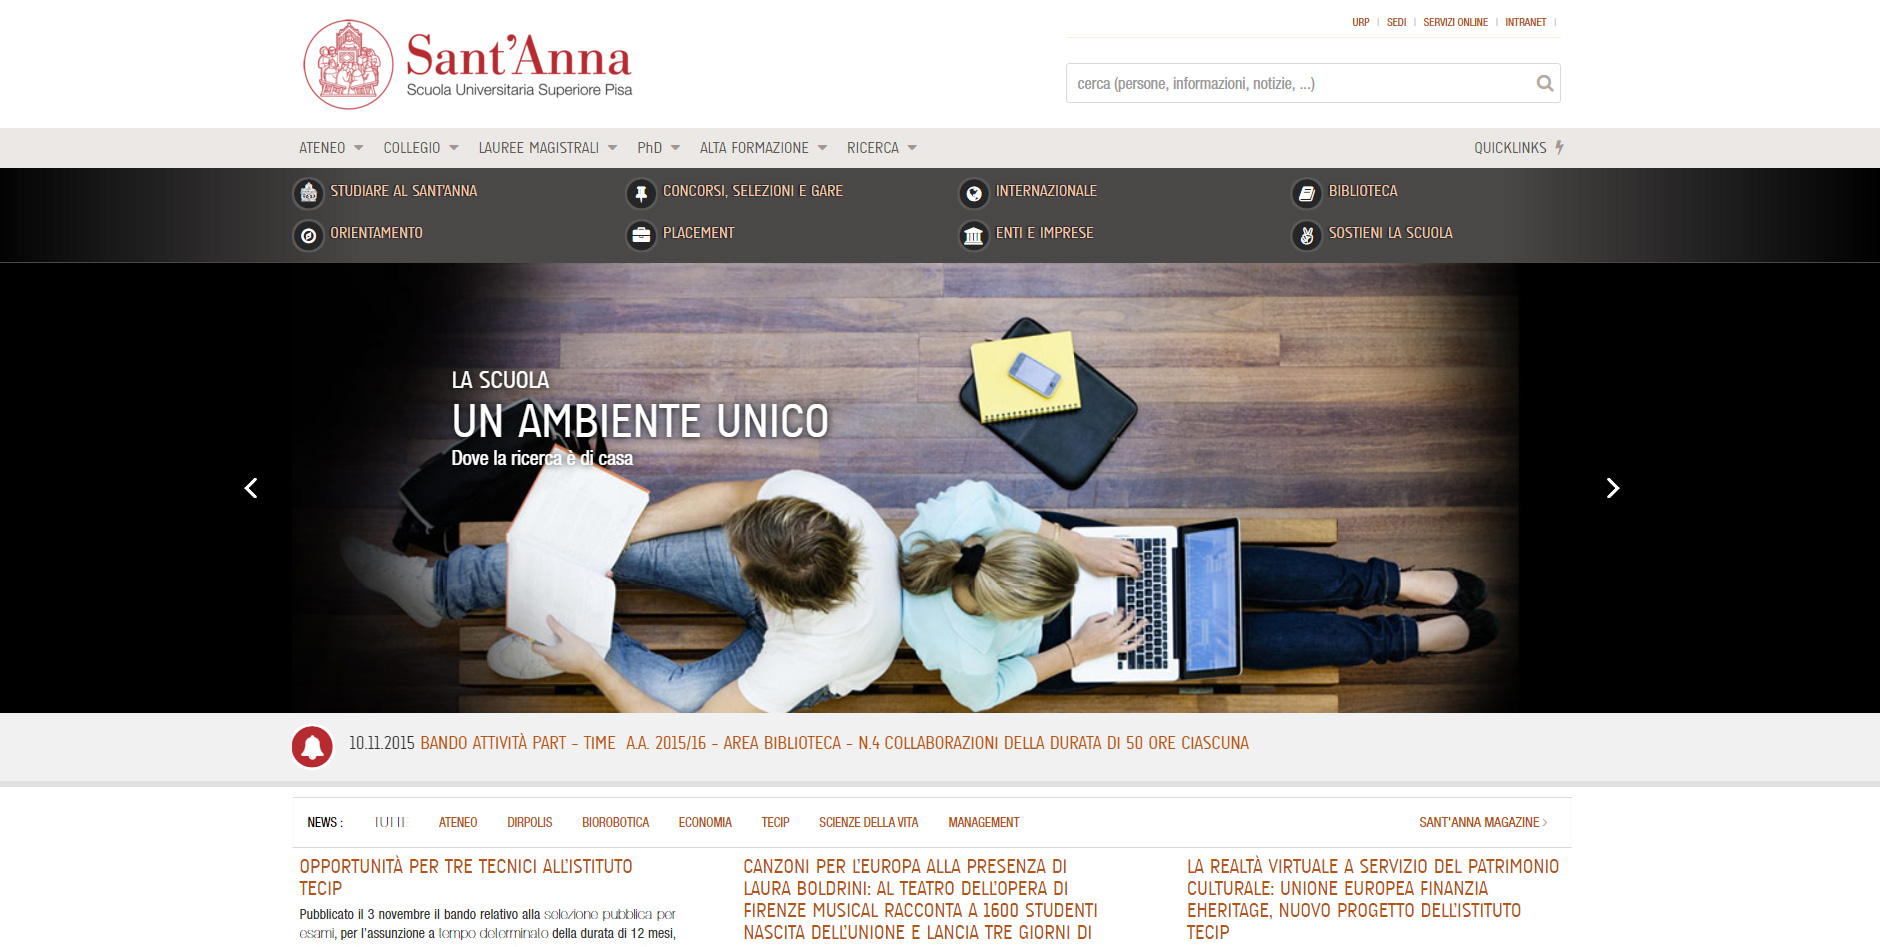 URP | SEDI | SERVIZI ONLINE | INTRANET |
Sant'Anna
Scuola Universitaria Superiore Pisa
cerca (persone, informazioni, notizie, ...)
ATENEO COLLEGIO LAUREE MAGISTRALI PhD ALTA FORMAZIONE RICERCA QUICKLINKS
STUDIARE AL SANT'ANNA CONCORSI, SELEZIONI E GARE INTERNAZIONALE BIBLIOTECA
ORIENTAMENTO PLACEMENT ENTI E IMPRESE SOSTIENI LA SCUOLA
LA SCUOLA
UN AMBIENTE UNICO
Dove la ricerca è di casa
10.11.2015 BANDO ATTIVITÀ PART - TIME A.A. 2015/16 - AREA BIBLIOTECA - N.4 COLLABORAZIONI DELLA DURATA DI 50 ORE CIASCUNA
NEWS : TUTTE ATENEO DIRPOLIS BIOROBOTICA ECONOMIA TECIP SCIENZE DELLA VITA MANAGEMENT SANT'ANNA MAGAZINE >
OPPORTUNITÀ PER TRE TECNICI ALL'ISTITUTO
TECIP
Pubblicato il 3 novembre il bando relativo alla selezione pubblica per
esami, per l'assunzione a tempo determinato della durata di 12 mesi,
CANZONI PER L'EUROPA ALLA PRESENZA DI
LAURA BOLDRINI: AL TEATRO DELL'OPERA DI
FIRENZE MUSICAL RACCONTA A 1600 STUDENTI
NASCITA DELL'UNIONE E LANCIA TRE GIORNI DI
LA REALTÀ VIRTUALE A SERVIZIO DEL PATRIMONIO
CULTURALE: UNIONE EUROPEA FINANZIA
EHERITAGE, NUOVO PROGETTO DELL'ISTITUTO
TECIP